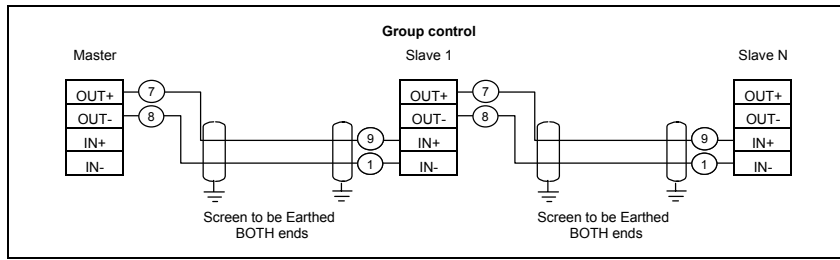 Group control
Master Slave 1 Slave N
OUT+ 7 OUT+ 7 OUT+
OUT- 8 OUT- 8 OUT-
IN+ 9 IN+ 9 IN+
IN- 1 IN- 1 IN-
Screen to be Earthed Screen to be Earthed
BOTH ends BOTH ends